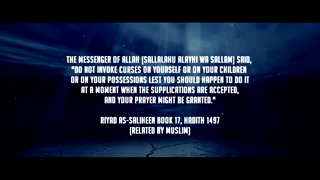 THE MESSENGER OF ALLAH (SALLALAHU ALAYHI WA SALLAM) SAID,
"DO NOT INVOKE CURSES ON YOURSELF OR ON YOUR CHILDREN
OR ON YOUR POSSESSIONS LEST YOU SHOULD HAPPEN TO DO IT
AT A MOMENT WHEN THE SUPPLICATIONS ARE ACCEPTED,
AND YOUR PRAYER MIGHT BE GRANTED."
RIYAD AS-SALIHEEN BOOK 17, HADITH 1497
(RELATED BY MUSLIM)